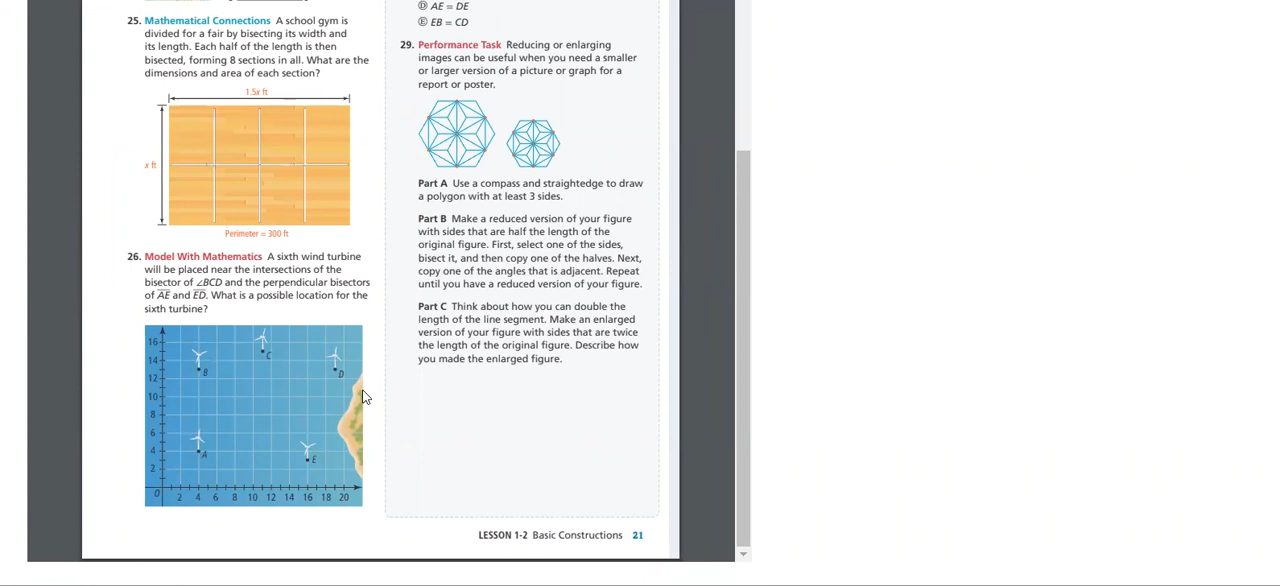 25. Mathematical Connections A school gym is
divided for a fair by bisecting its width and
its length. Each half of the length is then
bisected, forming 8 sections in all. What are the
dimensions and area of each section?
1.5x ft
x ft
Perimeter = 300 ft
26. Model With Mathematics A sixth wind turbine
will be placed near the intersections of the
bisector of ∠BCD and the perpendicular bisectors
of A̅E̅ and E̅D̅. What is a possible location for the
sixth turbine?
16
14
12
10
8
6
4
2
O 2 4 6 8 10 12 14 16 18 20
B
C
D
A
E
Ⓓ AE = DE
Ⓔ EB = CD
29. Performance Task Reducing or enlarging
images can be useful when you need a smaller
or larger version of a picture or graph for a
report or poster.
Part A Use a compass and straightedge to draw
a polygon with at least 3 sides.
Part B Make a reduced version of your figure
with sides that are half the length of the
original figure. First, select one of the sides,
bisect it, and then copy one of the halves. Next,
copy one of the angles that is adjacent. Repeat
until you have a reduced version of your figure.
Part C Think about how you can double the
length of the line segment. Make an enlarged
version of your figure with sides that are twice
the length of the original figure. Describe how
you made the enlarged figure.
LESSON 1-2 Basic Constructions 21